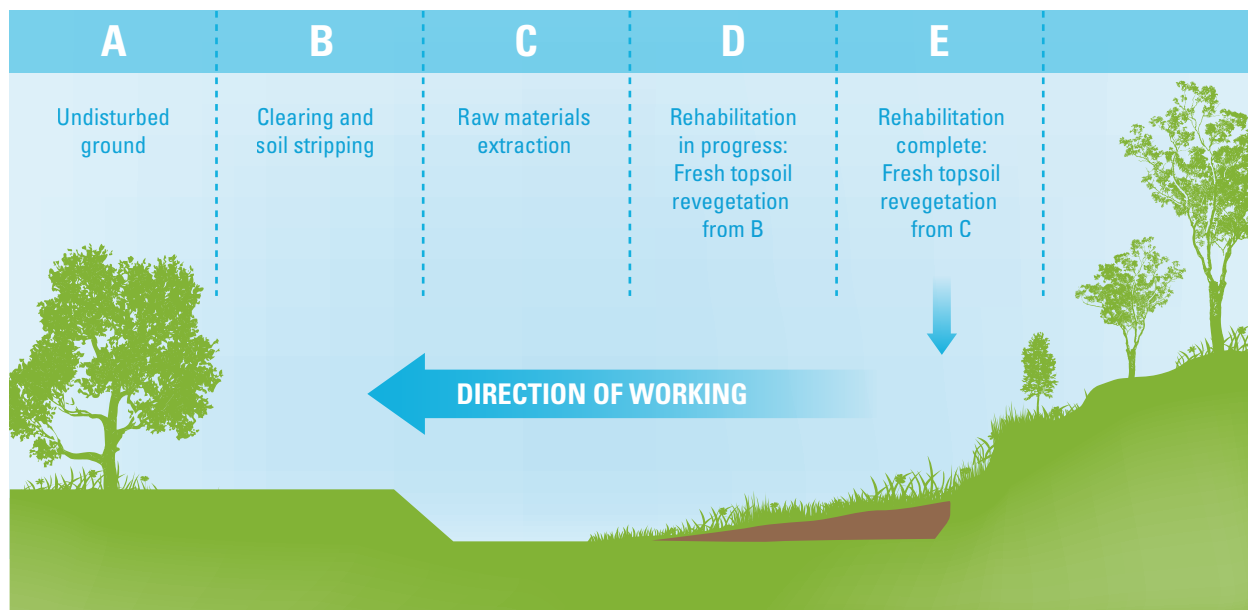 A
B
C
D
E
Undisturbed
ground
Clearing and
soil stripping
Raw materials
extraction
Rehabilitation
in progress:
Fresh topsoil
revegetation
from B
Rehabilitation
complete:
Fresh topsoil
revegetation
from C
DIRECTION OF WORKING